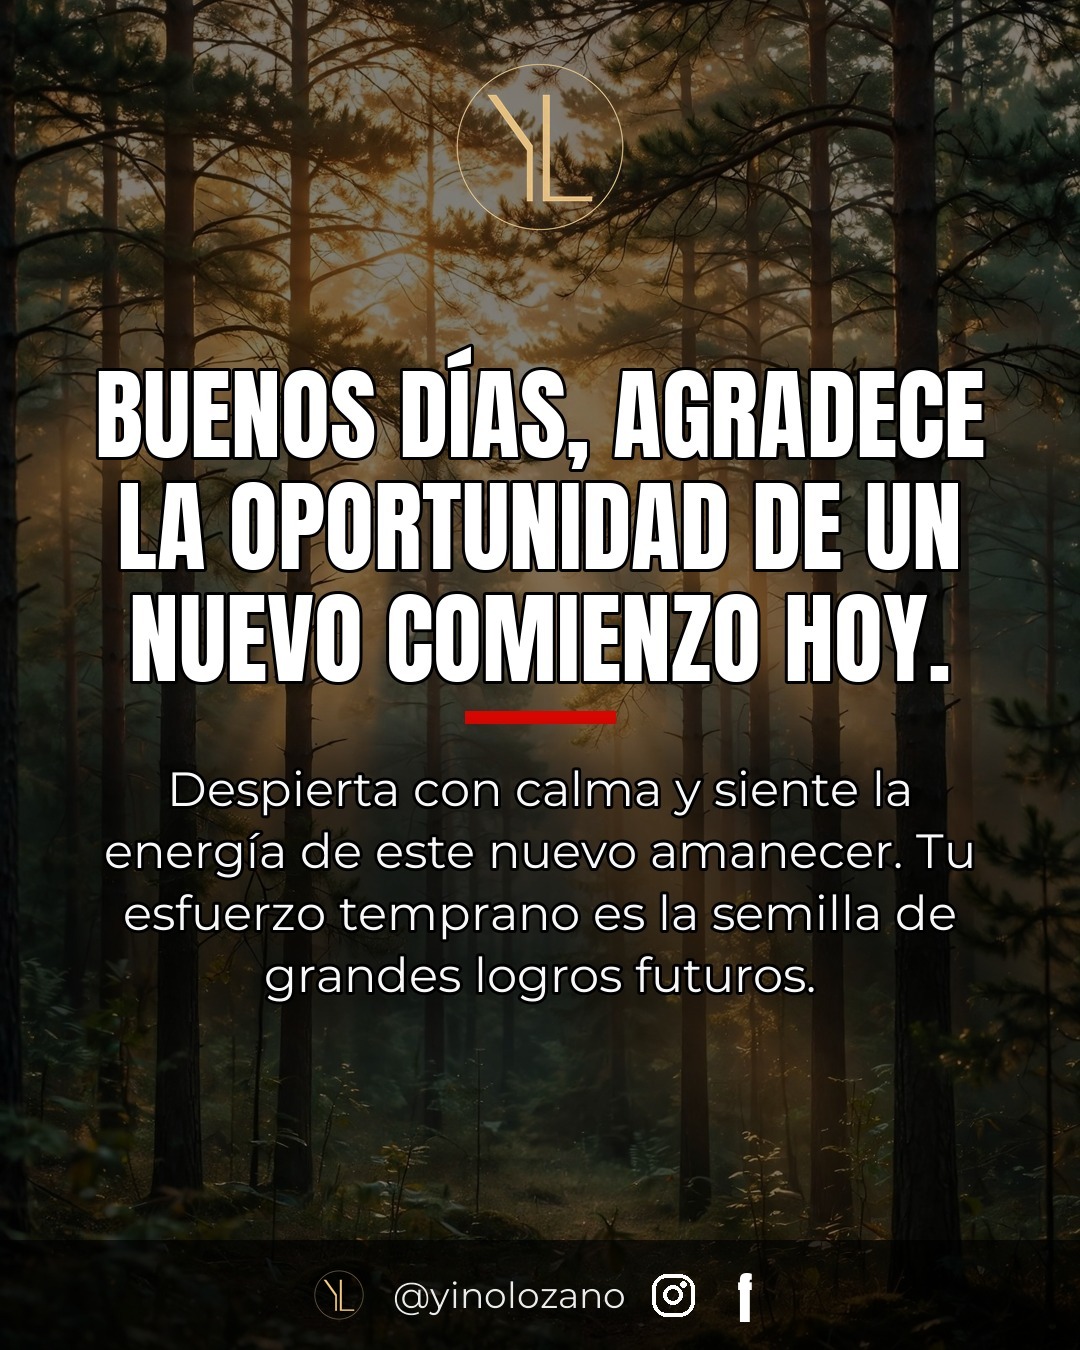 YL
BUENOS DÍAS, AGRADECE
LA OPORTUNIDAD DE UN
NUEVO COMIENZO HOY.
Despierta con calma y siente la
energía de este nuevo amanecer. Tu
esfuerzo temprano es la semilla de
grandes logros futuros.
YL @yinolozano f